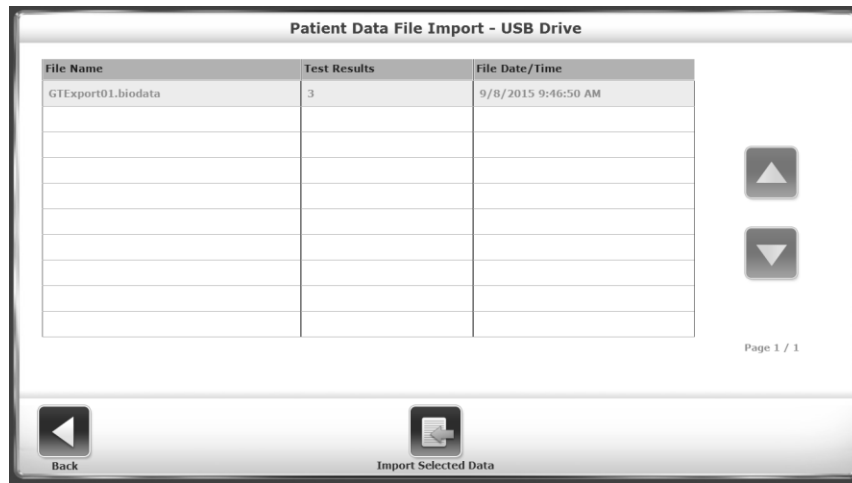 Patient Data File Import - USB Drive
File Name Test Results File Date/Time
GTExport01.biodata 3 9/8/2015 9:46:50 AM
Page 1 / 1
Back Import Selected Data